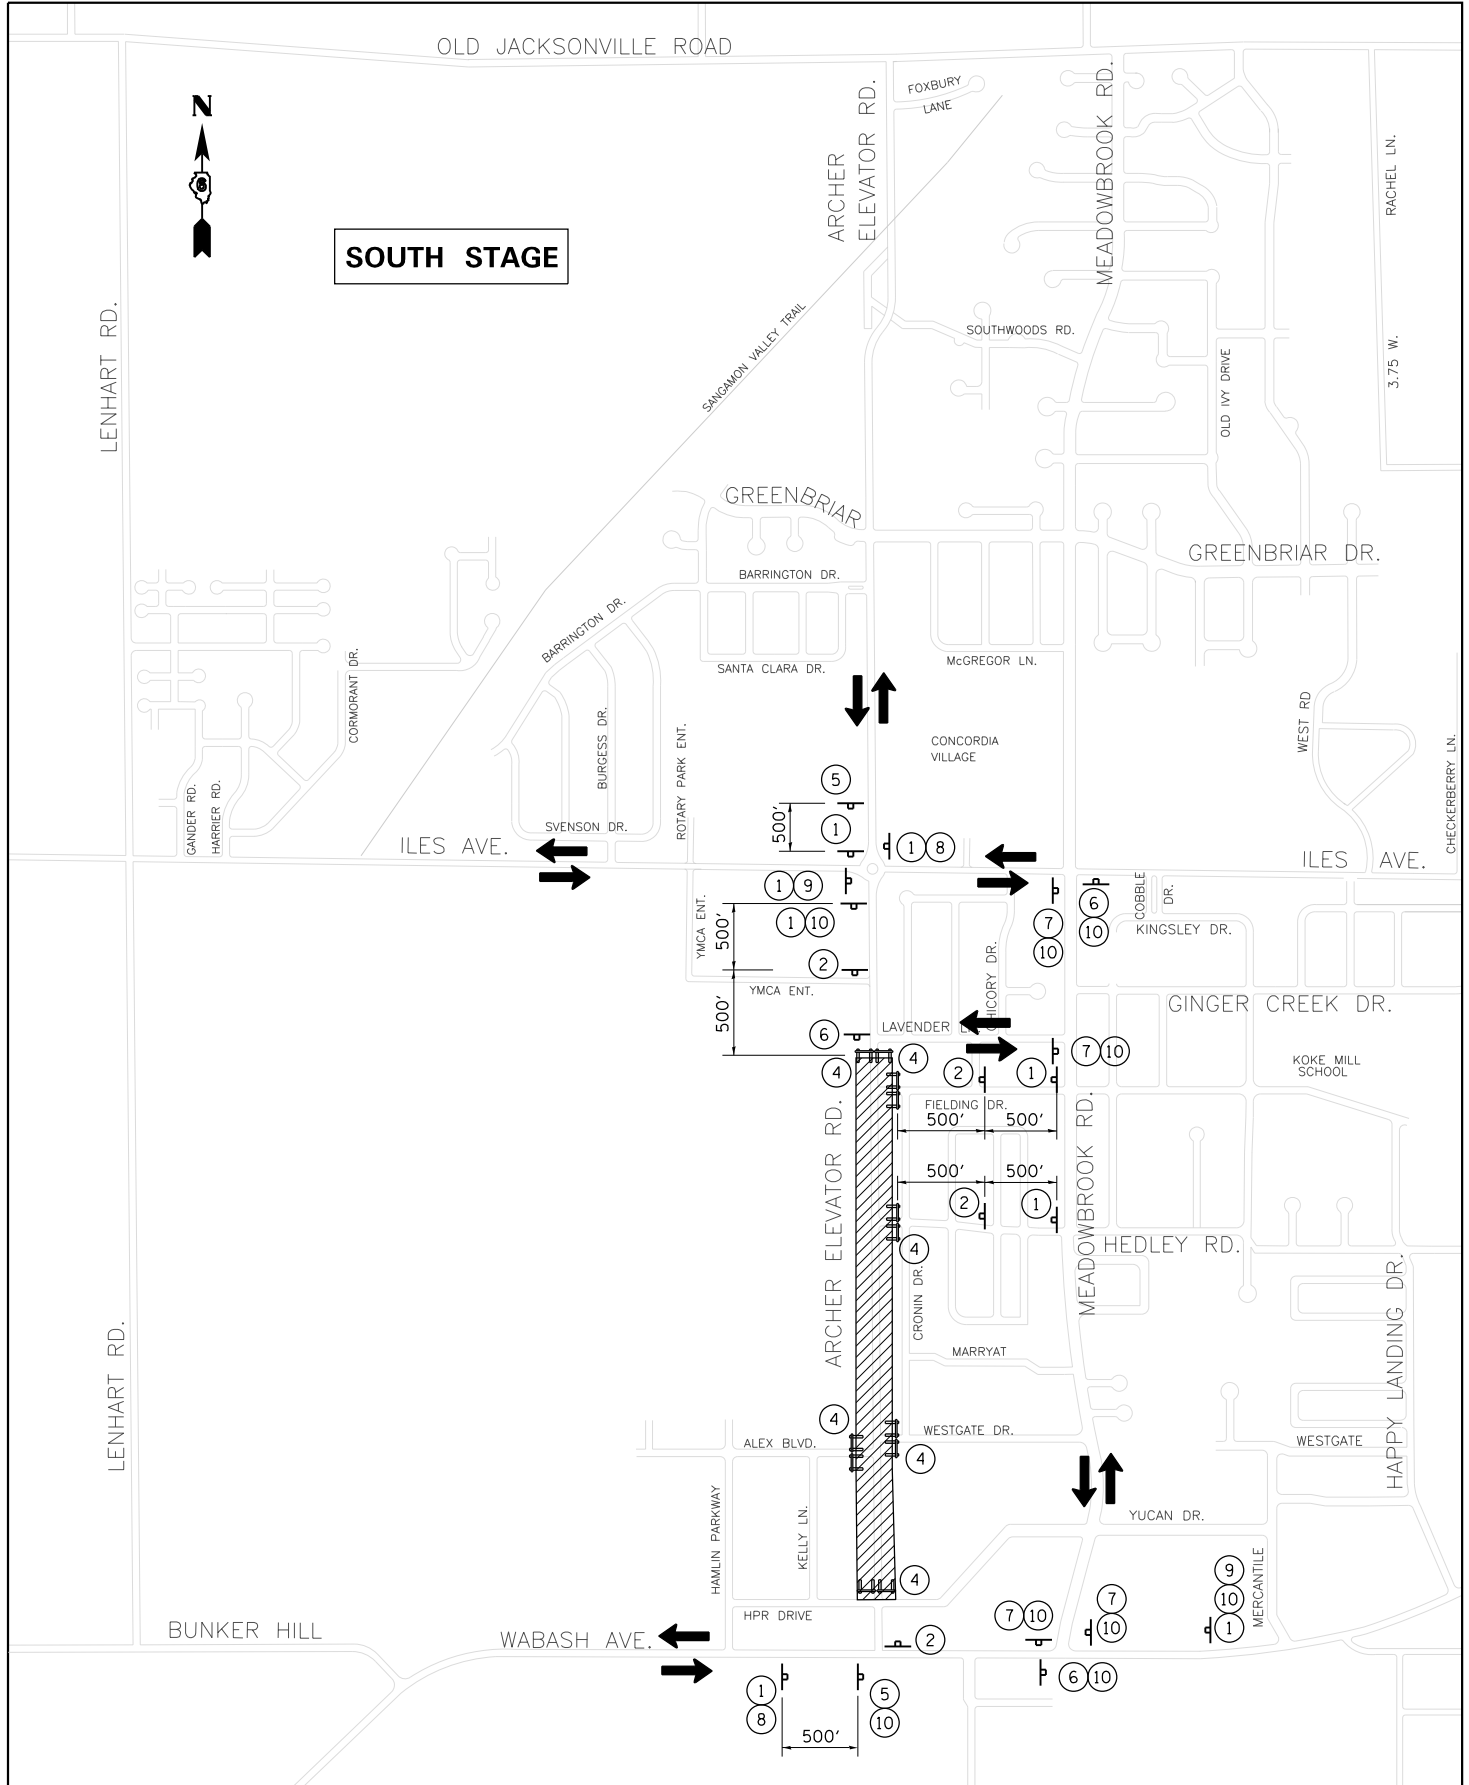 OLD JACKSONVILLE ROAD
N
6
SOUTH STAGE
ARCHER
ELEVATOR RD.
FOXBURY
LANE
MEADOWBROOK RD.
RACHEL LN.
LENHART RD.
SANGAMON VALLEY TRAIL
SOUTHWOODS RD.
OLD IVY DRIVE
3.75 W.
GREENBRIAR
GREENBRIAR DR.
BARRINGTON DR.
BARRINGTON DR.
SANTA CLARA DR.
McGREGOR LN.
CORMORANT DR.
BURGESS DR.
ROTARY PARK ENT.
CONCORDIA
VILLAGE
WEST RD
CHECKERBERRY LN.
GANDER RD.
HARRIER RD.
SVENSON DR.
5
500'
1
1 8
ILES AVE.
ILES AVE.
1 9
1 10
7
10
6
10
COBBLE
DR.
KINGSLEY DR.
YMCA ENT.
500'
2
YMCA ENT.
500'
CHICORY DR.
GINGER CREEK DR.
6
LAVENDER
7 10
KOKE MILL
SCHOOL
4
4
2
1
FIELDING DR.
500'
500'
ARCHER ELEVATOR RD.
MEADOWBROOK RD.
500'
500'
2
1
4
HEDLEY RD.
CRONIN DR.
MARRYAT
LENHART RD.
HAPPY LANDING DR.
4
WESTGATE DR.
ALEX BLVD.
4
WESTGATE
HAMLIN PARKWAY
KELLY LN.
YUCAN DR.
4
MERCANTILE
9
10
1
7
10
HPR DRIVE
7 10
BUNKER HILL
WABASH AVE.
2
6 10
1
8
5
10
500'